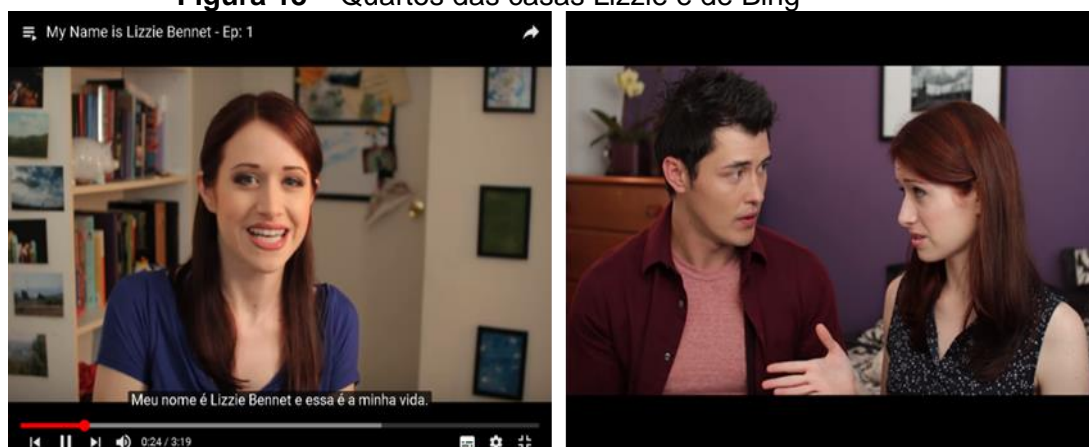 Figura 18 – Quartos das casas Lizzie e de Bing
My Name is Lizzie Bennet - Ep: 1
Meu nome é Lizzie Bennet e essa é a minha vida.
0:24 / 3:19